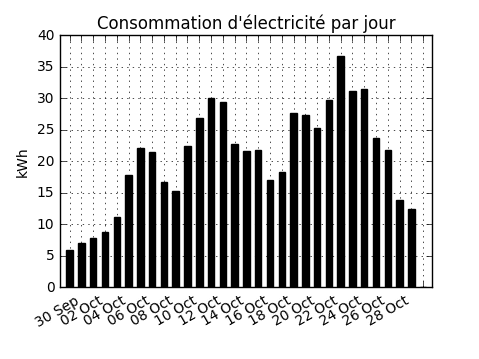 Consommation d'électricité par jour
40
35
30
25
20
15
10
5
0
kWh
30 Sep
02 Oct
04 Oct
06 Oct
08 Oct
10 Oct
12 Oct
14 Oct
16 Oct
18 Oct
20 Oct
22 Oct
24 Oct
26 Oct
28 Oct